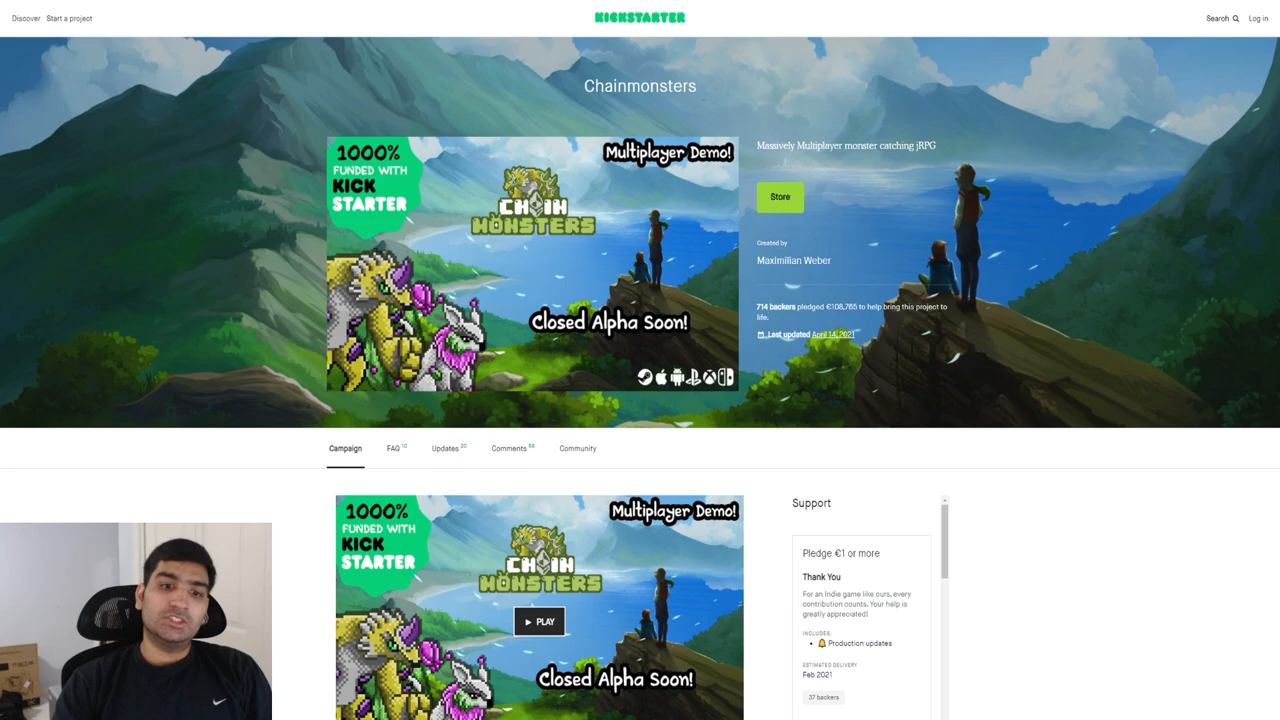 Discover Start a project
KICKSTARTER
Search
Log in
Chainmonsters
1000%
FUNDED WITH
KICK
STARTER
Multiplayer Demo!
CHAIN
MONSTERS
Closed Alpha Soon!
Massively Multiplayer monster catching jRPG
Store
Created by
Maximilian Weber
714 backers pledged €108,765 to help bring this project to
life.
Last updated April 14, 2021
Campaign
FAQ 10
Updates 20
Comments 68
Community
1000%
FUNDED WITH
KICK
STARTER
Multiplayer Demo!
CHAIN
MONSTERS
PLAY
Closed Alpha Soon!
Support
Pledge €1 or more
Thank You
For an Indie game like ours, every
contribution counts. Your help is
greatly appreciated!
INCLUDES:
• Production updates
ESTIMATED DELIVERY
Feb 2021
37 backers